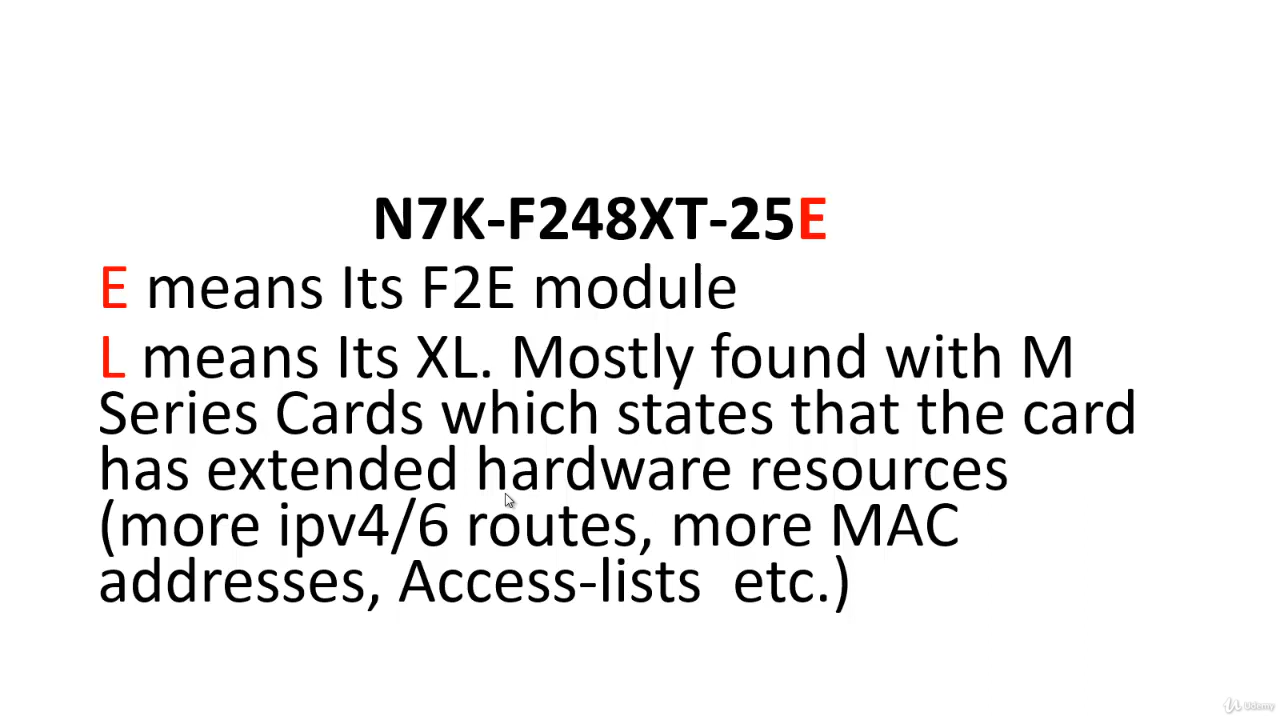 N7K-F248XT-25E
E means Its F2E module
L means Its XL. Mostly found with M
Series Cards which states that the card
has extended hardware resources
(more ipv4/6 routes, more MAC
addresses, Access-lists etc.)
Udemy